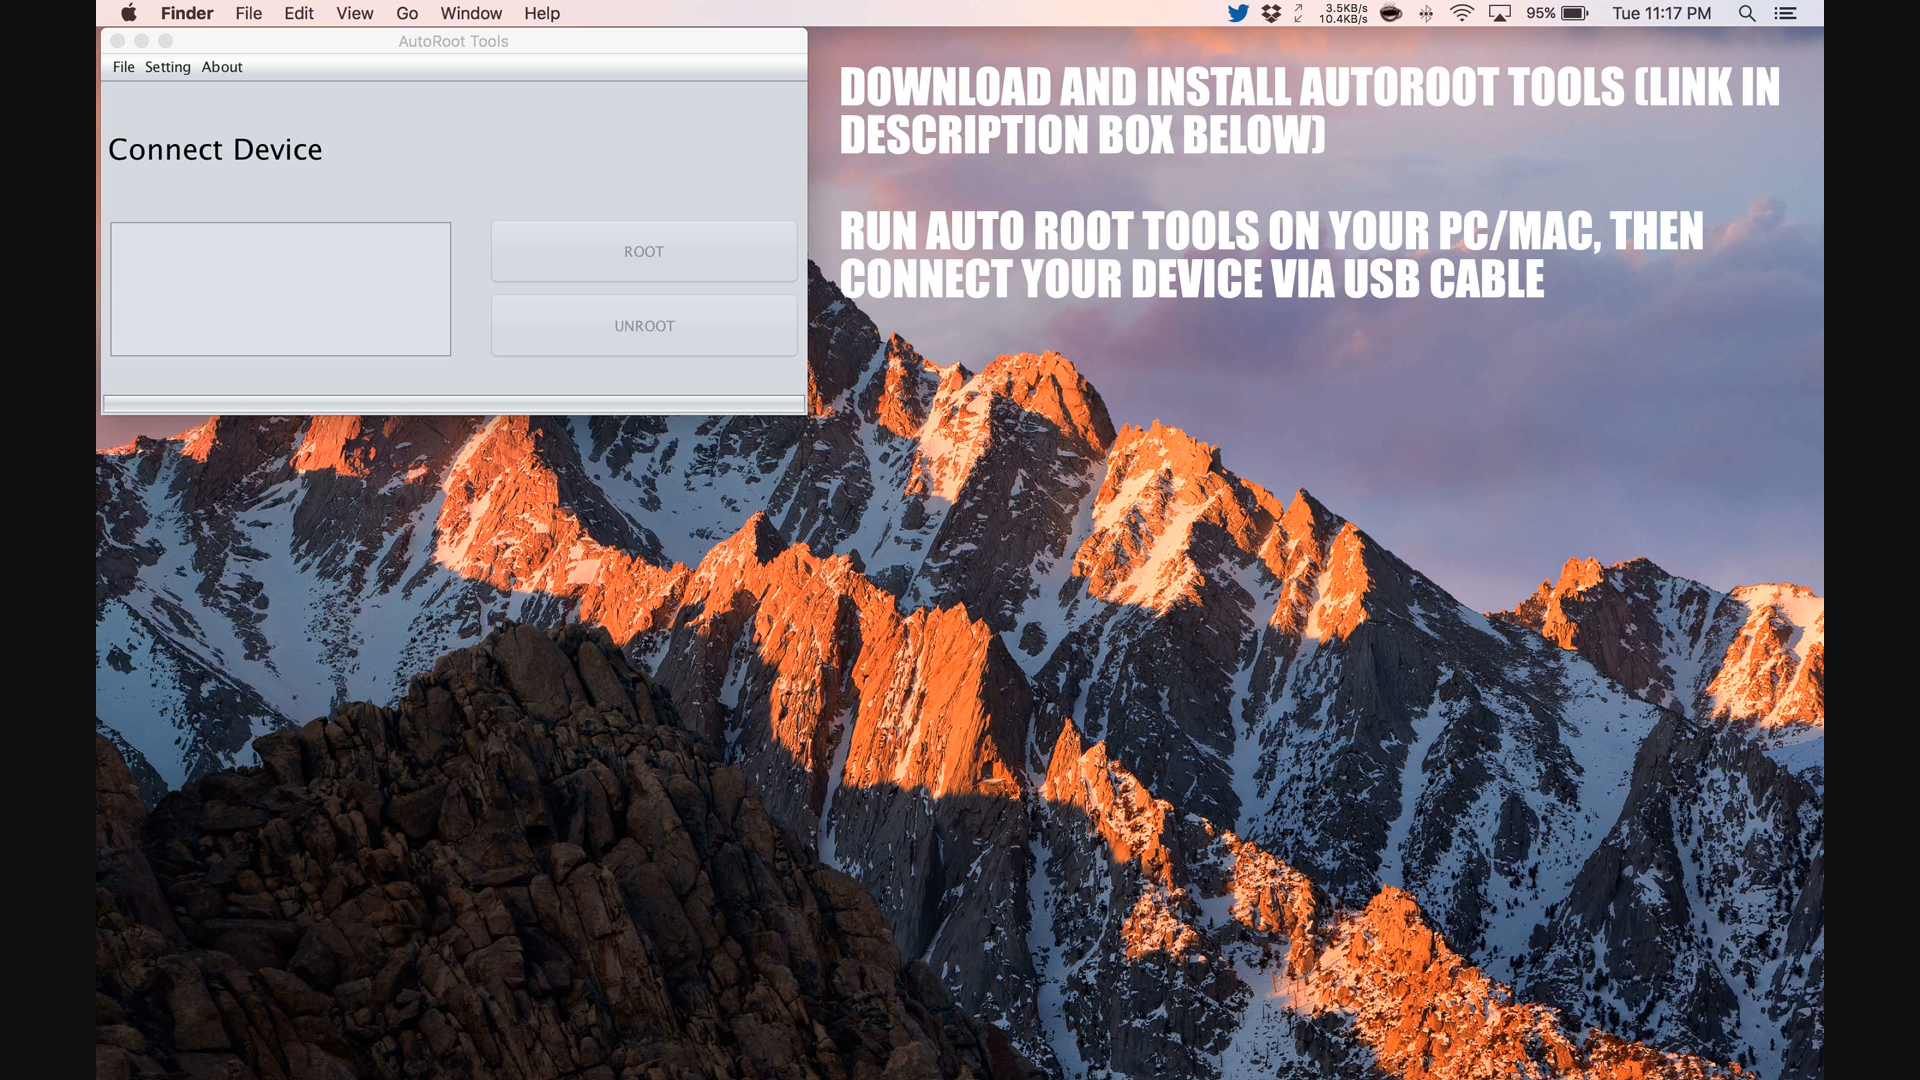 Finder File Edit View Go Window Help 3.5KB/s 95% Tue 11:17 PM
10.4KB/s
AutoRoot Tools
File Setting About
Connect Device
ROOT
UNROOT
DOWNLOAD AND INSTALL AUTOROOT TOOLS (LINK IN
DESCRIPTION BOX BELOW)
RUN AUTO ROOT TOOLS ON YOUR PC/MAC, THEN
CONNECT YOUR DEVICE VIA USB CABLE